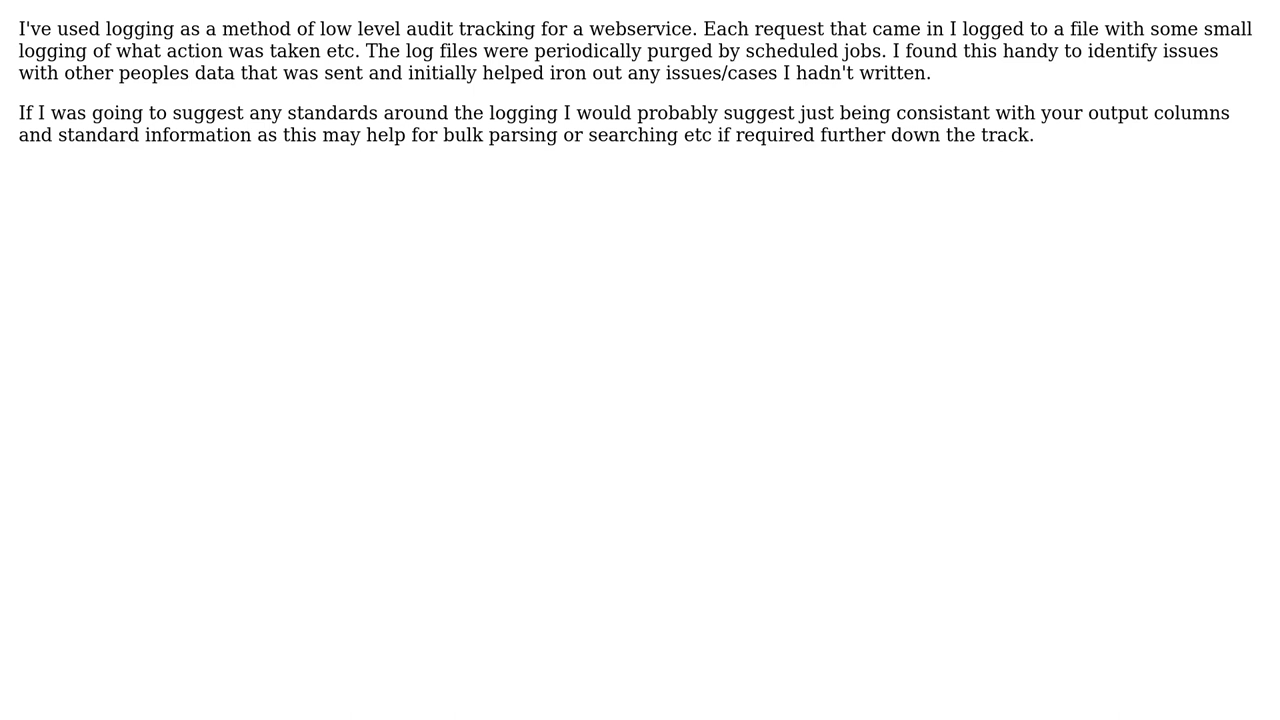 I've used logging as a method of low level audit tracking for a webservice. Each request that came in I logged to a file with some small
logging of what action was taken etc. The log files were periodically purged by scheduled jobs. I found this handy to identify issues
with other peoples data that was sent and initially helped iron out any issues/cases I hadn't written.
If I was going to suggest any standards around the logging I would probably suggest just being consistant with your output columns
and standard information as this may help for bulk parsing or searching etc if required further down the track.